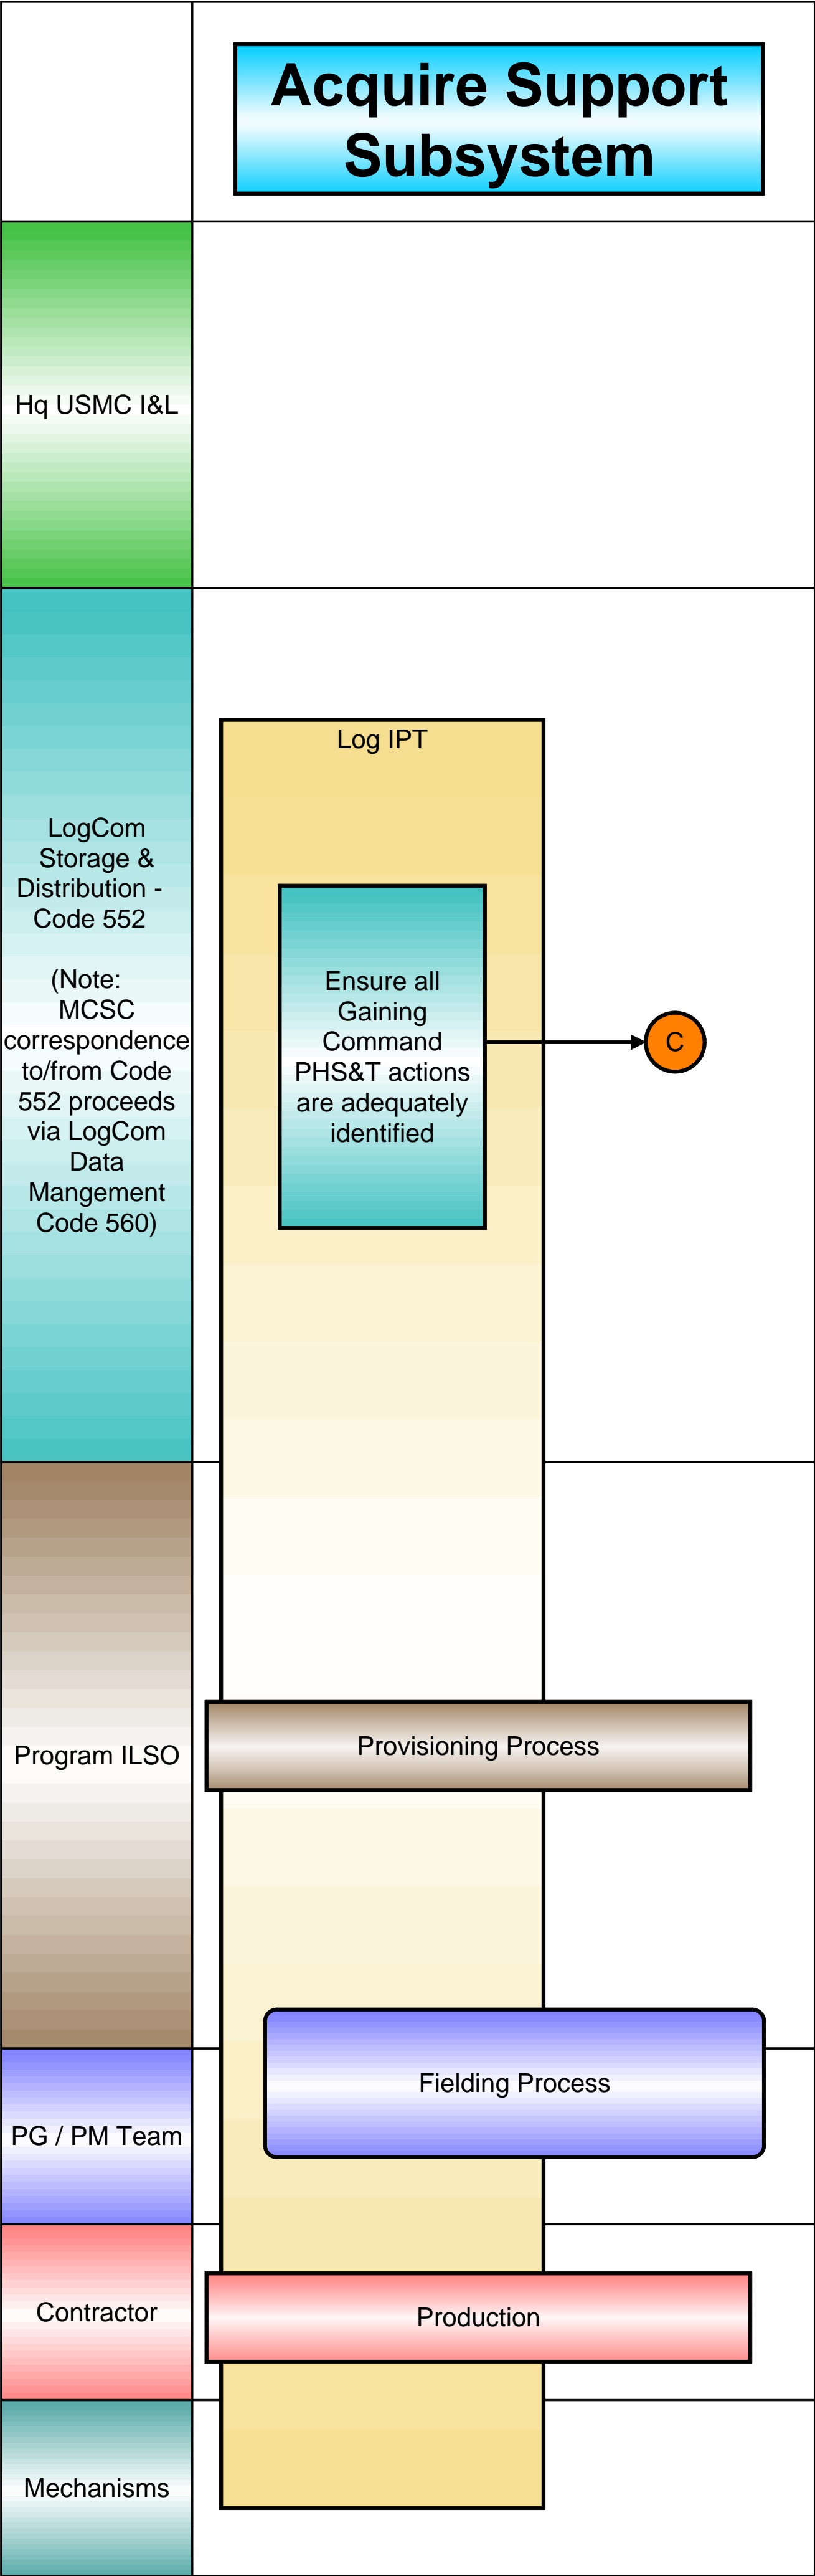 Acquire Support
Subsystem
Hq USMC I&L
LogCom
Storage &
Distribution -
Code 552
(Note:
MCSC
correspondence
to/from Code
552 proceeds
via LogCom
Data
Mangement
Code 560)
Log IPT
Ensure all
Gaining
Command
PHS&T actions
are adequately
identified
C
Program ILSO
Provisioning Process
Fielding Process
PG / PM Team
Contractor
Production
Mechanisms